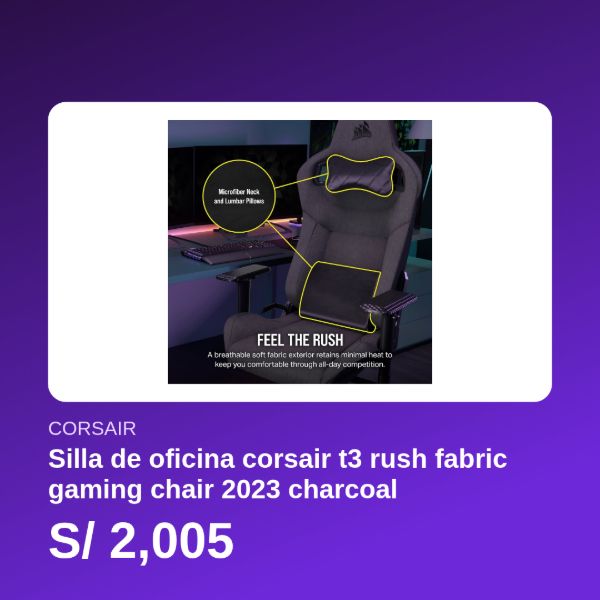 Microfiber Neck
and Lumbar Pillows
FEEL THE RUSH
A breathable soft fabric exterior retains minimal heat to
keep you comfortable through all-day competition.
CORSAIR
Silla de oficina corsair t3 rush fabric
gaming chair 2023 charcoal
S/ 2,005